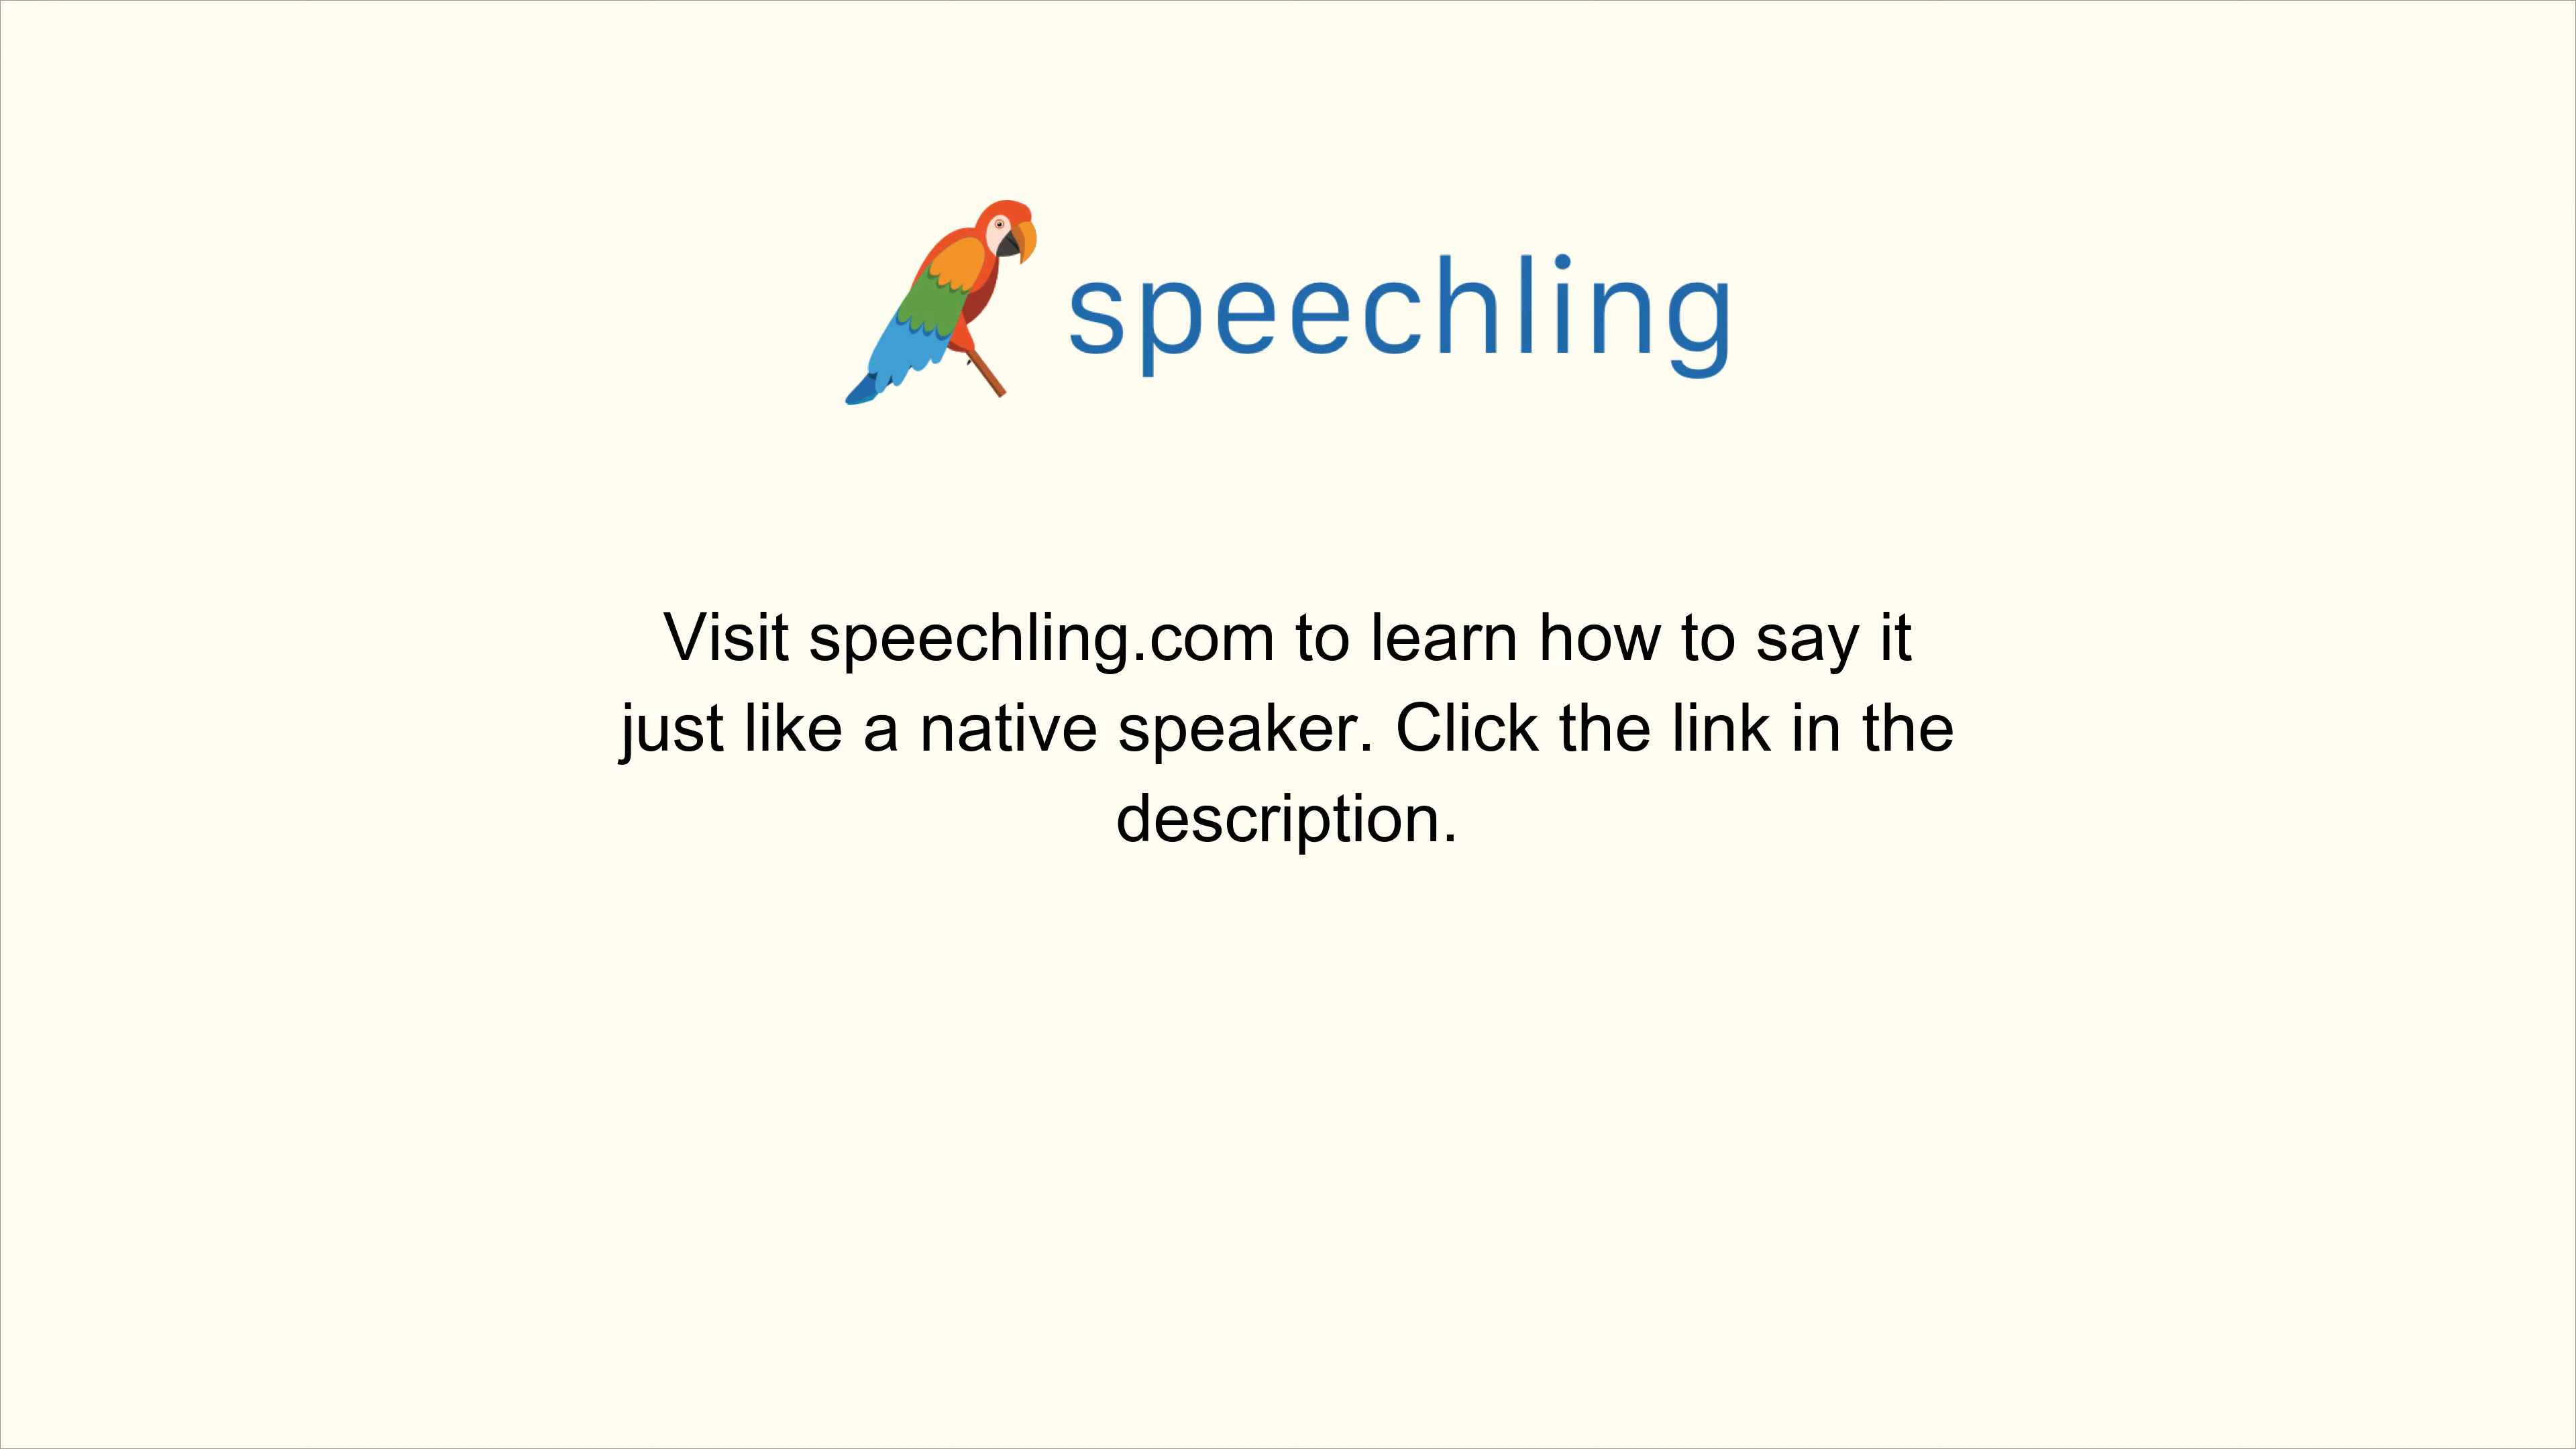 speechling
Visit speechling.com to learn how to say it
just like a native speaker. Click the link in the
description.